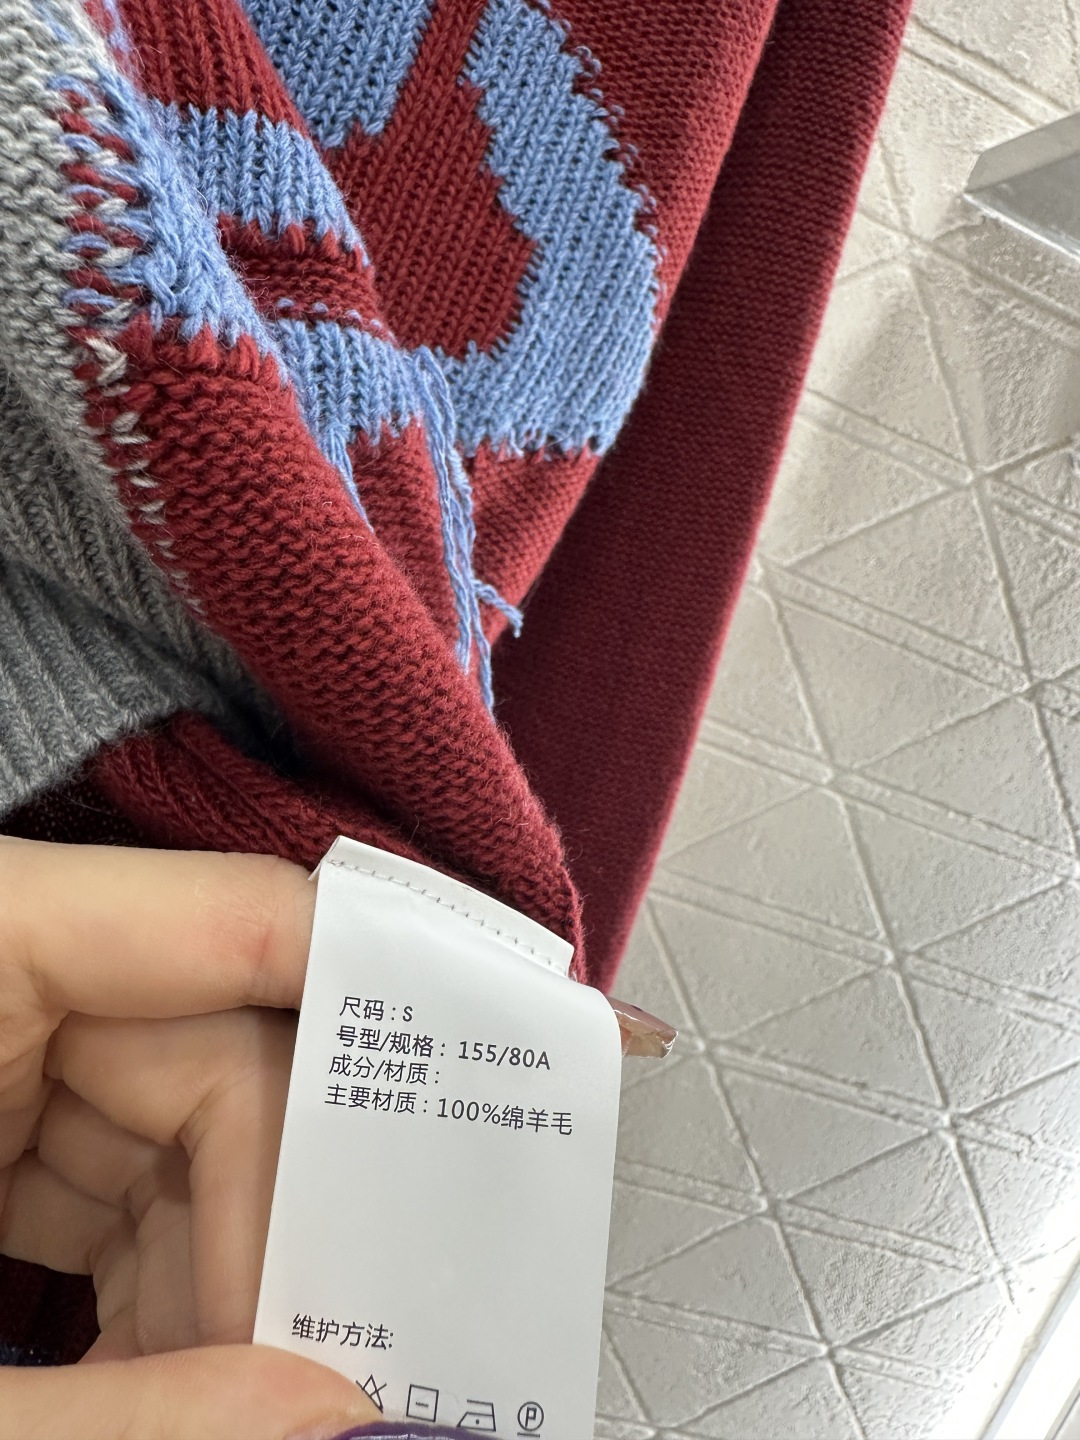 尺码：S
号型/规格：155/80A
成分/材质：
主要材质：100%绵羊毛
维护方法:
P